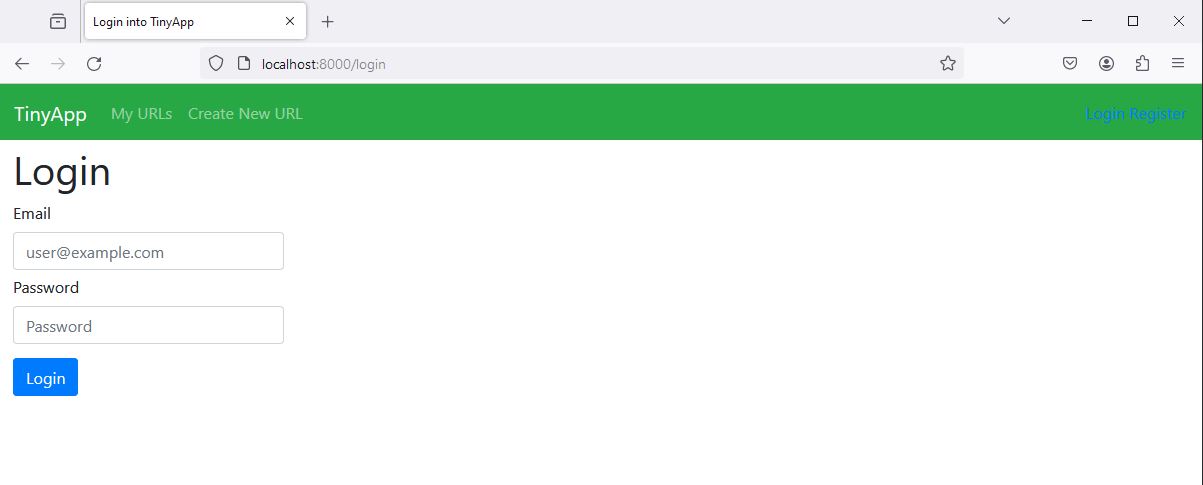 Login into TinyApp
localhost:8000/login
TinyApp My URLs Create New URL Login Register
Login
Email
user@example.com
Password
Password
Login